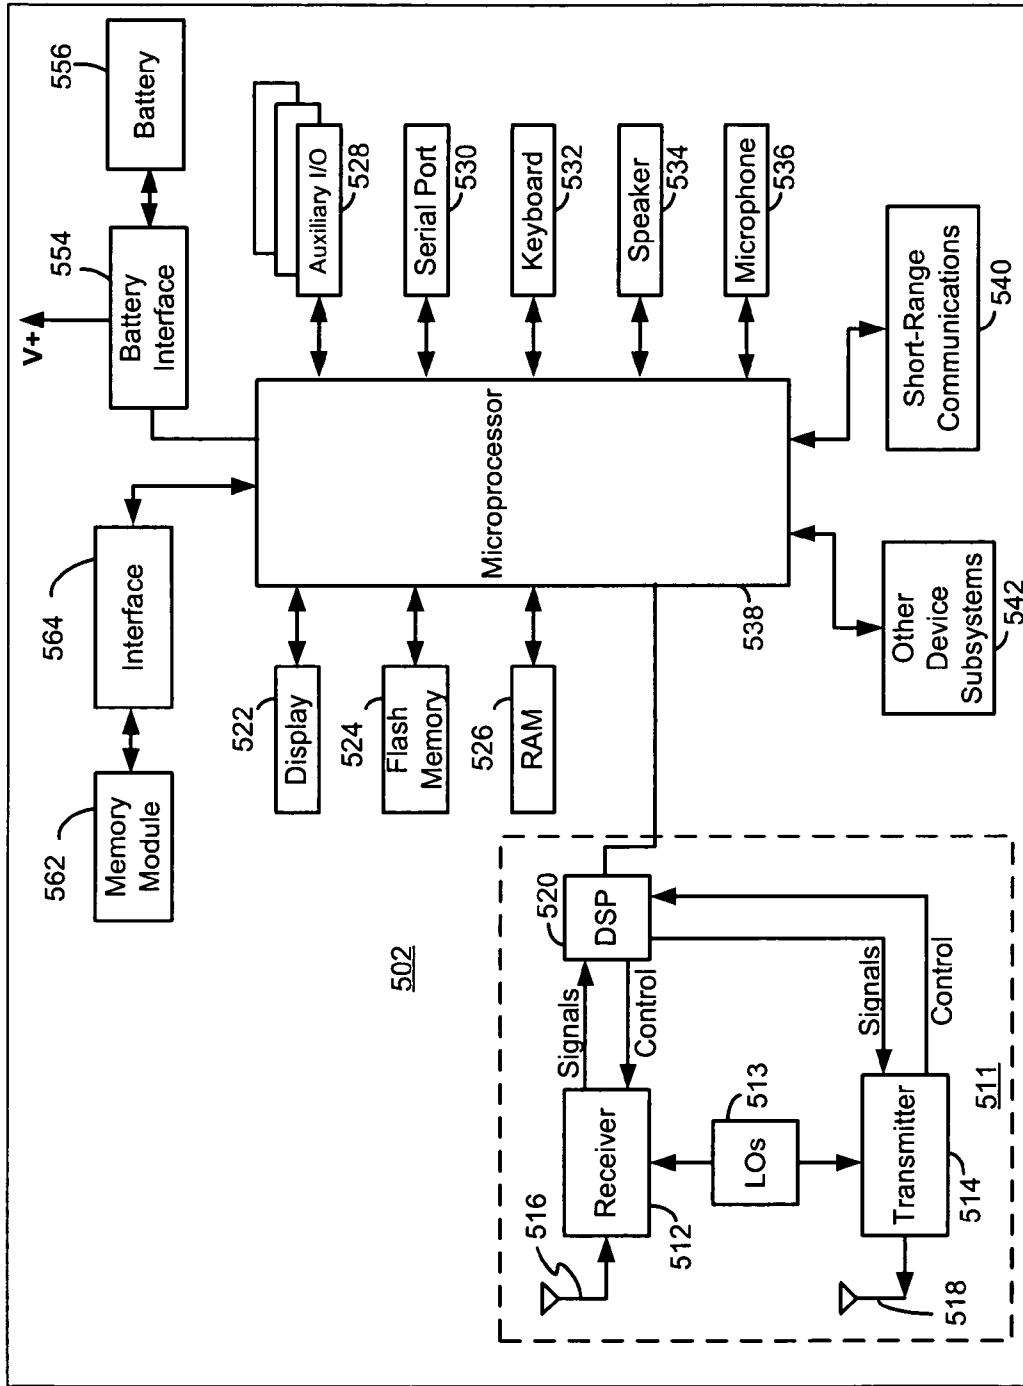 502
562
Memory
Module
564
Interface
V+
554
Battery
Interface
556
Battery
522
Display
524
Flash
Memory
526
RAM
Microprocessor
538
Auxiliary I/O
528
Serial Port
530
Keyboard
532
Speaker
534
Microphone
536
Short-Range
Communications
540
Other
Device
Subsystems
542
516
Receiver
512
Signals
Control
520
DSP
513
LOs
Signals
Control
Transmitter
514
518
511